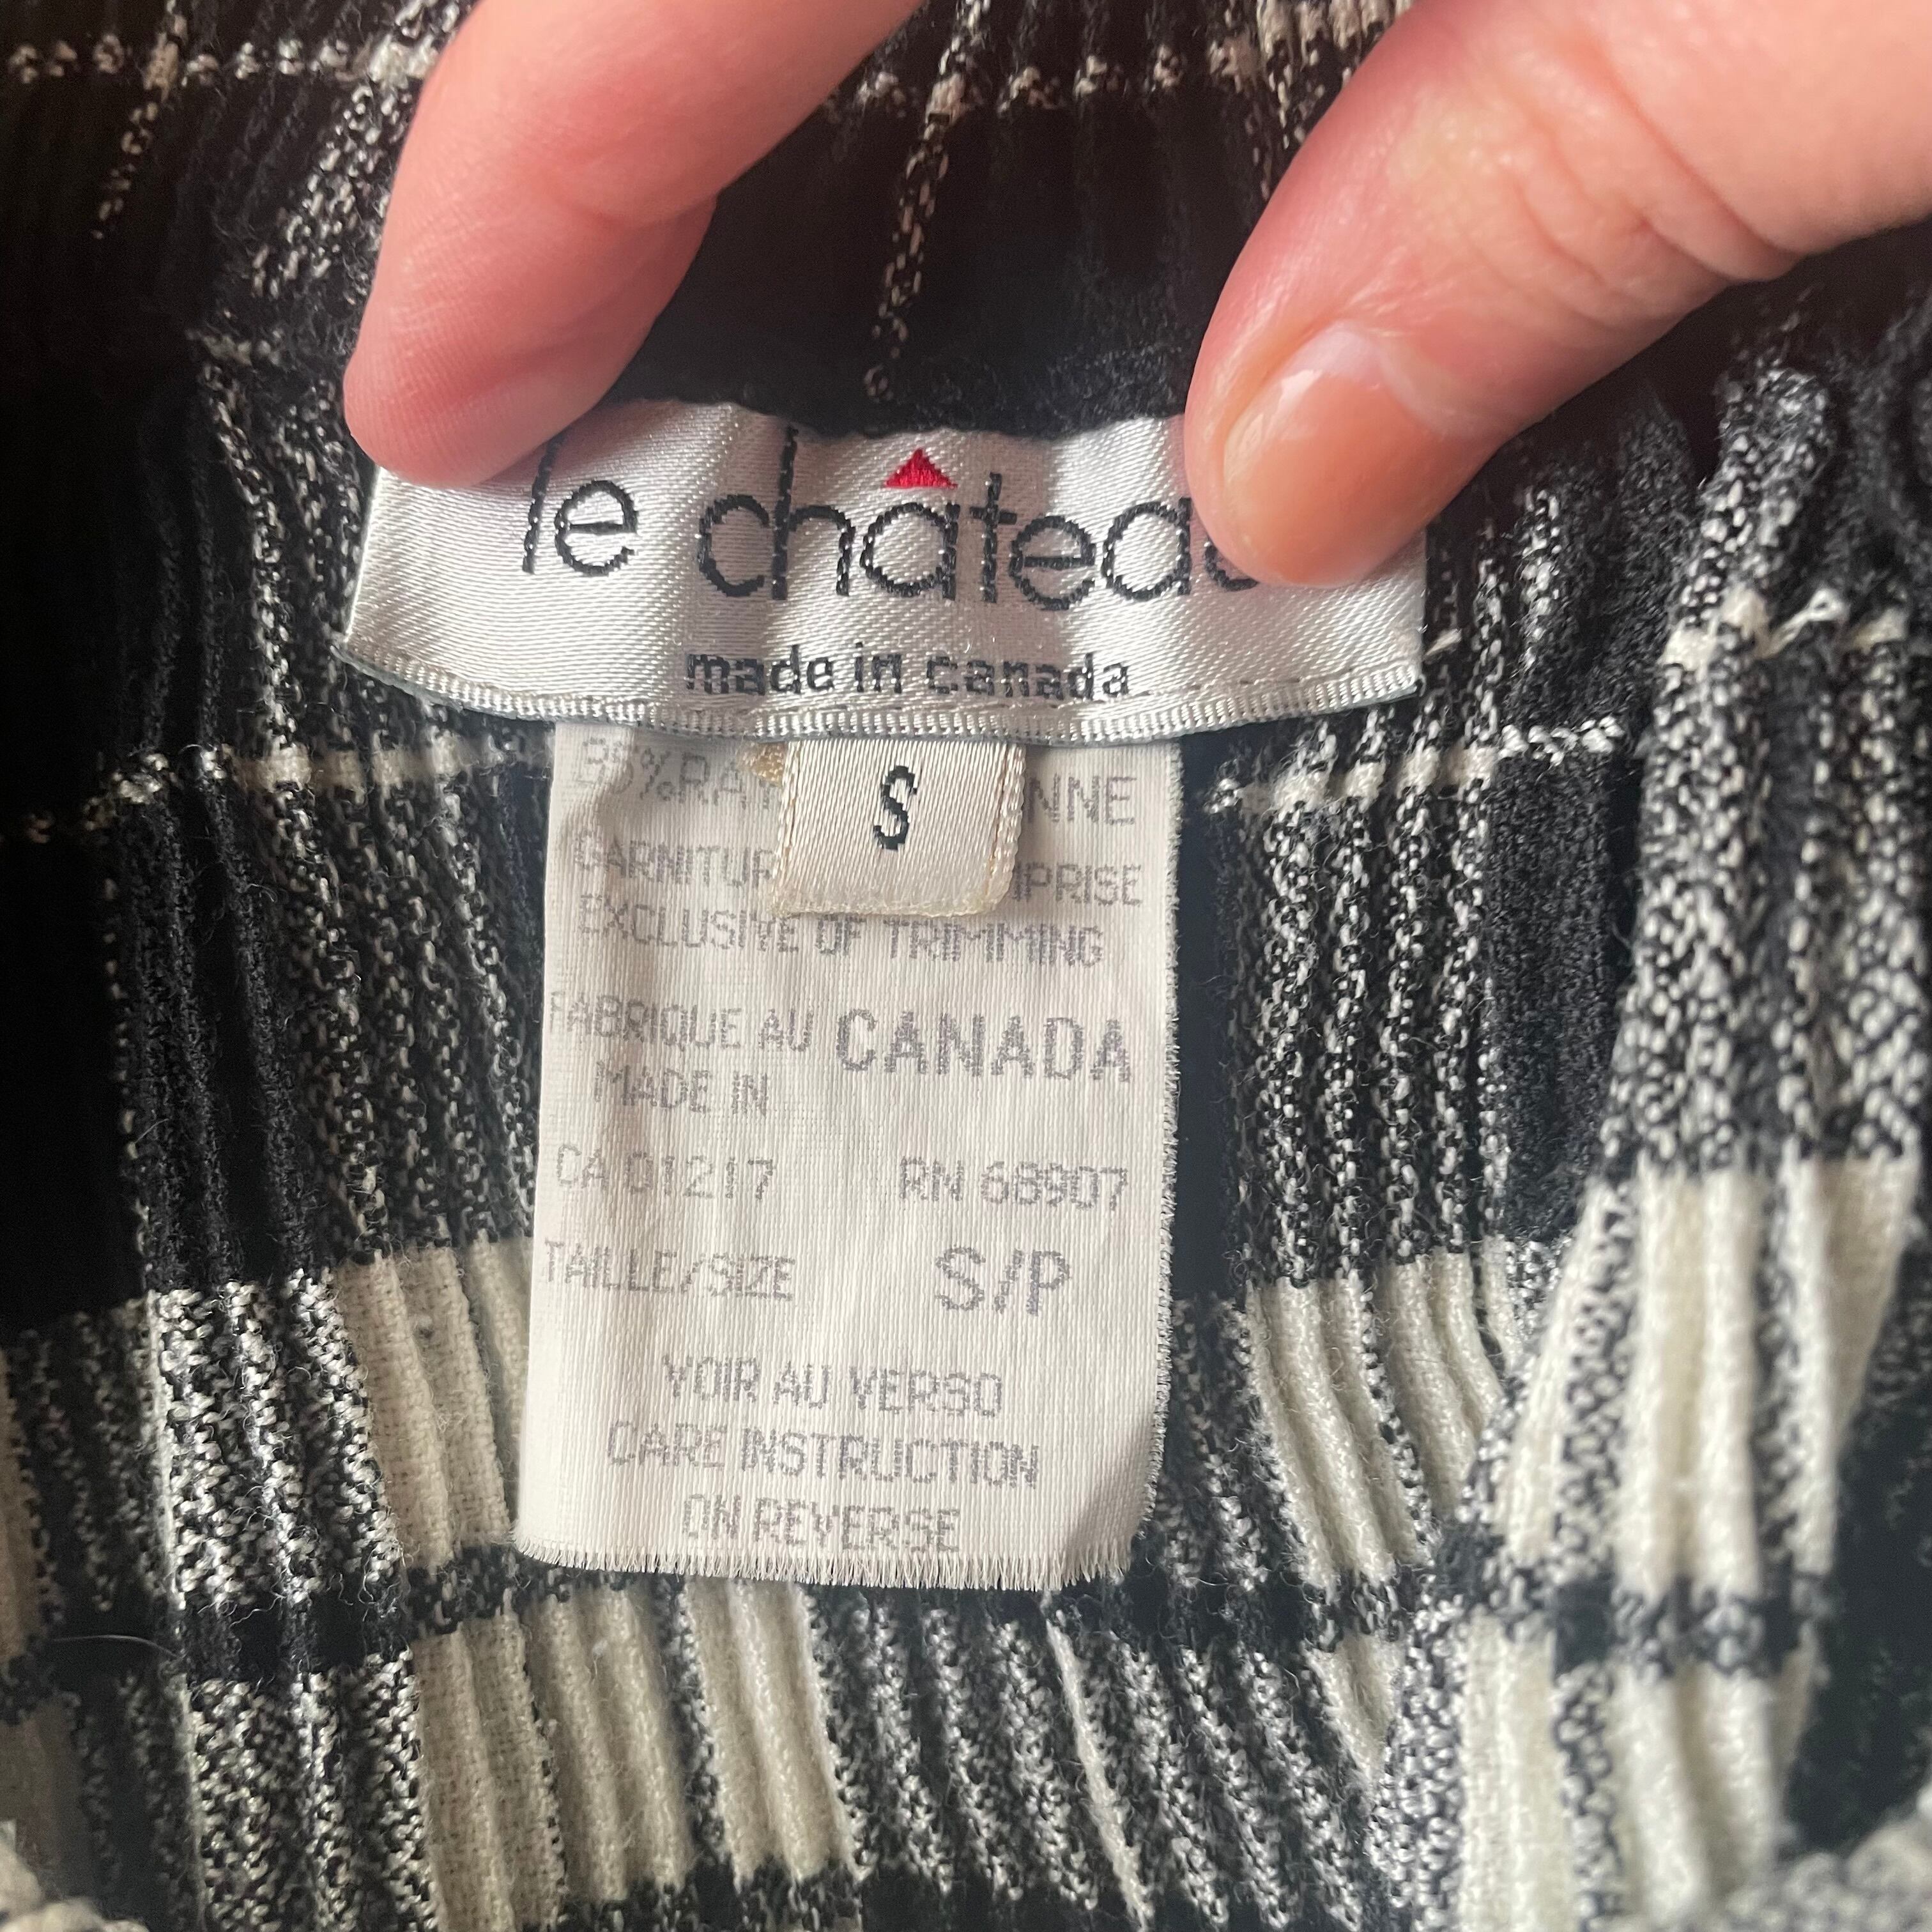 le château
made in canada
S
EXCLUSIVE OF TRIMMING
FABRIQUE AU CANADA
MADE IN
CA 01217 RN 68907
TAILLE/SIZE S/P
VOIR AU VERSO
CARE INSTRUCTION
ON REVERSE